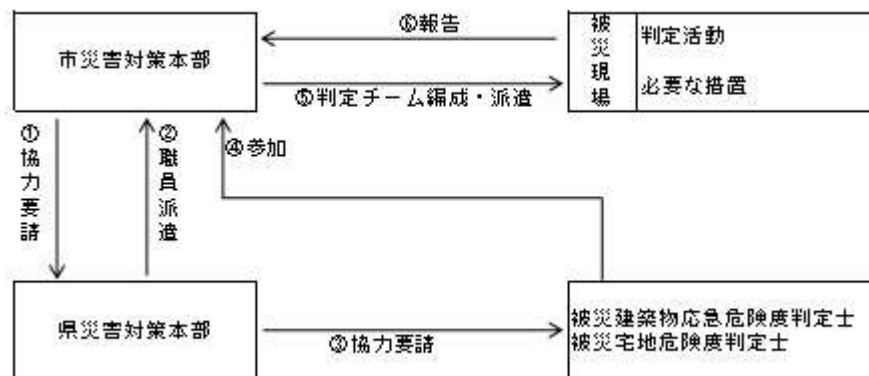 市災害対策本部
⑥報告
⑤判定チーム編成・派遣
被災現場
判定活動
必要な措置
①協力要請
②職員派遣
④参加
県災害対策本部
③協力要請
被災建築物応急危険度判定士
被災宅地危険度判定士